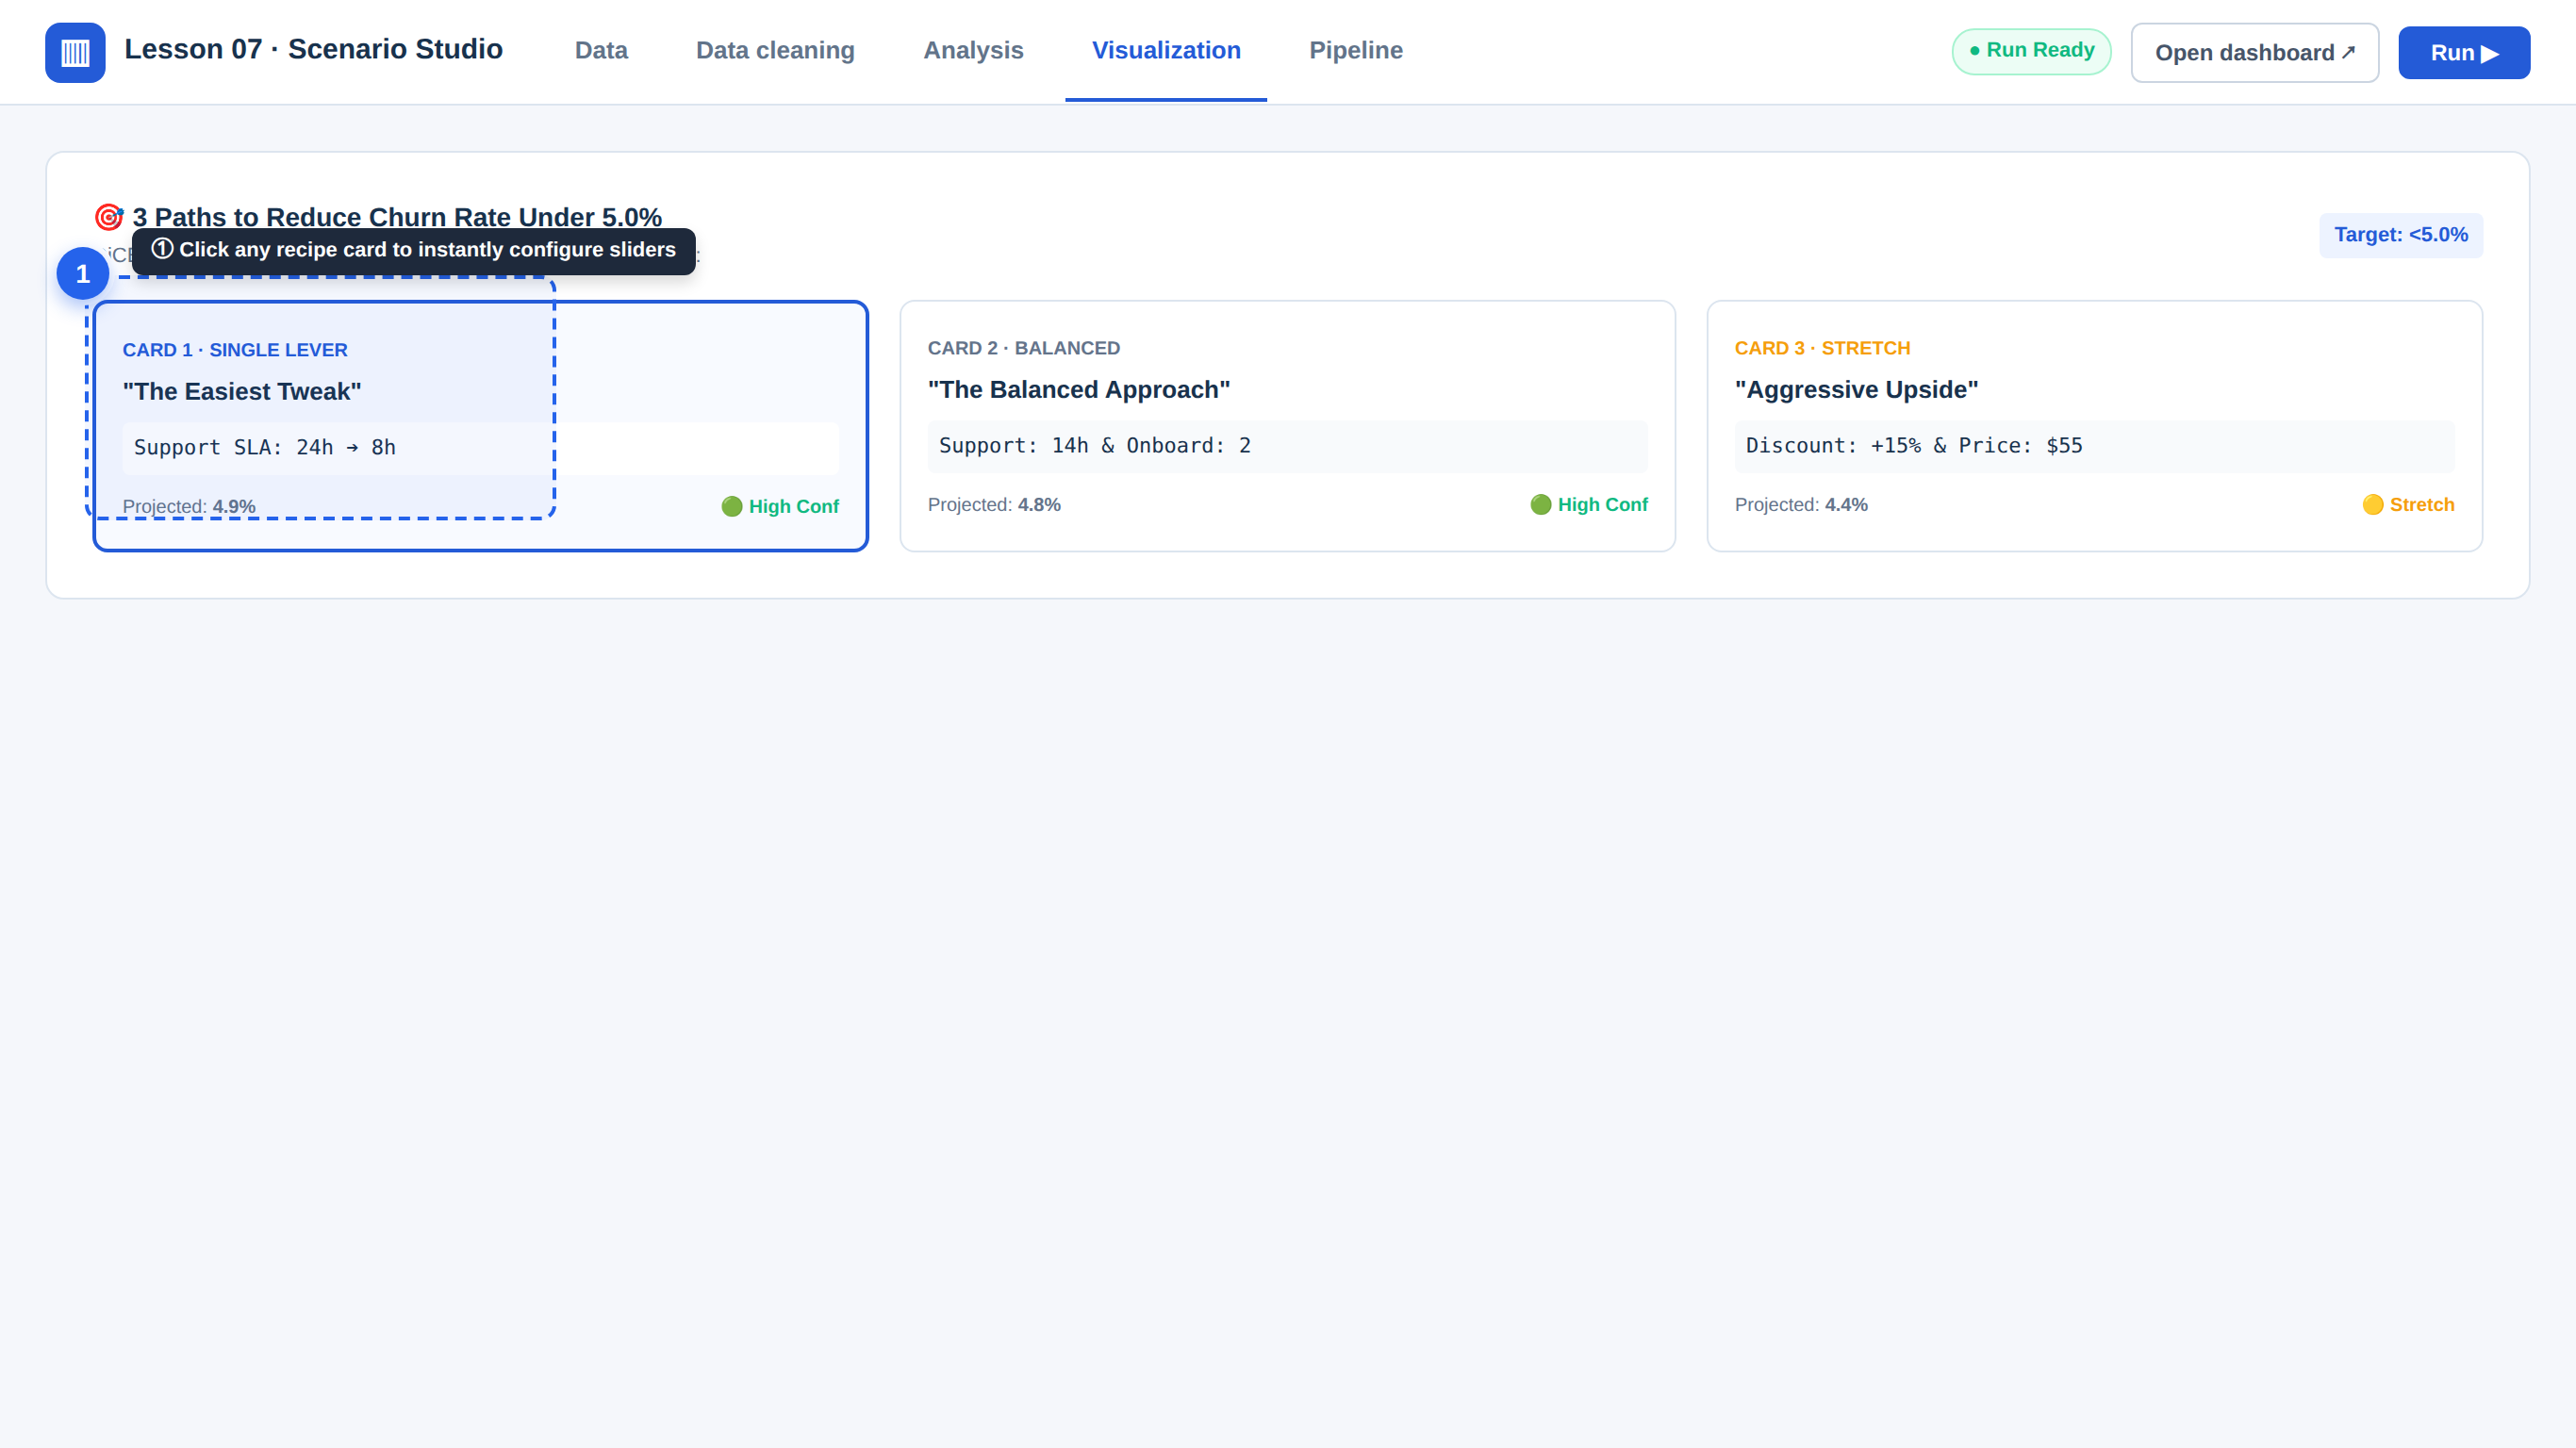 Lesson 07 · Scenario Studio
Data
Data cleaning
Analysis
Visualization
Pipeline
● Run Ready
Open dashboard ↗
Run ▶
🎯 3 Paths to Reduce Churn Rate Under 5.0%
Target: <5.0%
① Click any recipe card to instantly configure sliders
1
CARD 1 · SINGLE LEVER
"The Easiest Tweak"
Support SLA: 24h ➔ 8h
Projected: 4.9%
🟢 High Conf
CARD 2 · BALANCED
"The Balanced Approach"
Support: 14h & Onboard: 2
Projected: 4.8%
🟢 High Conf
CARD 3 · STRETCH
"Aggressive Upside"
Discount: +15% & Price: $55
Projected: 4.4%
🟡 Stretch